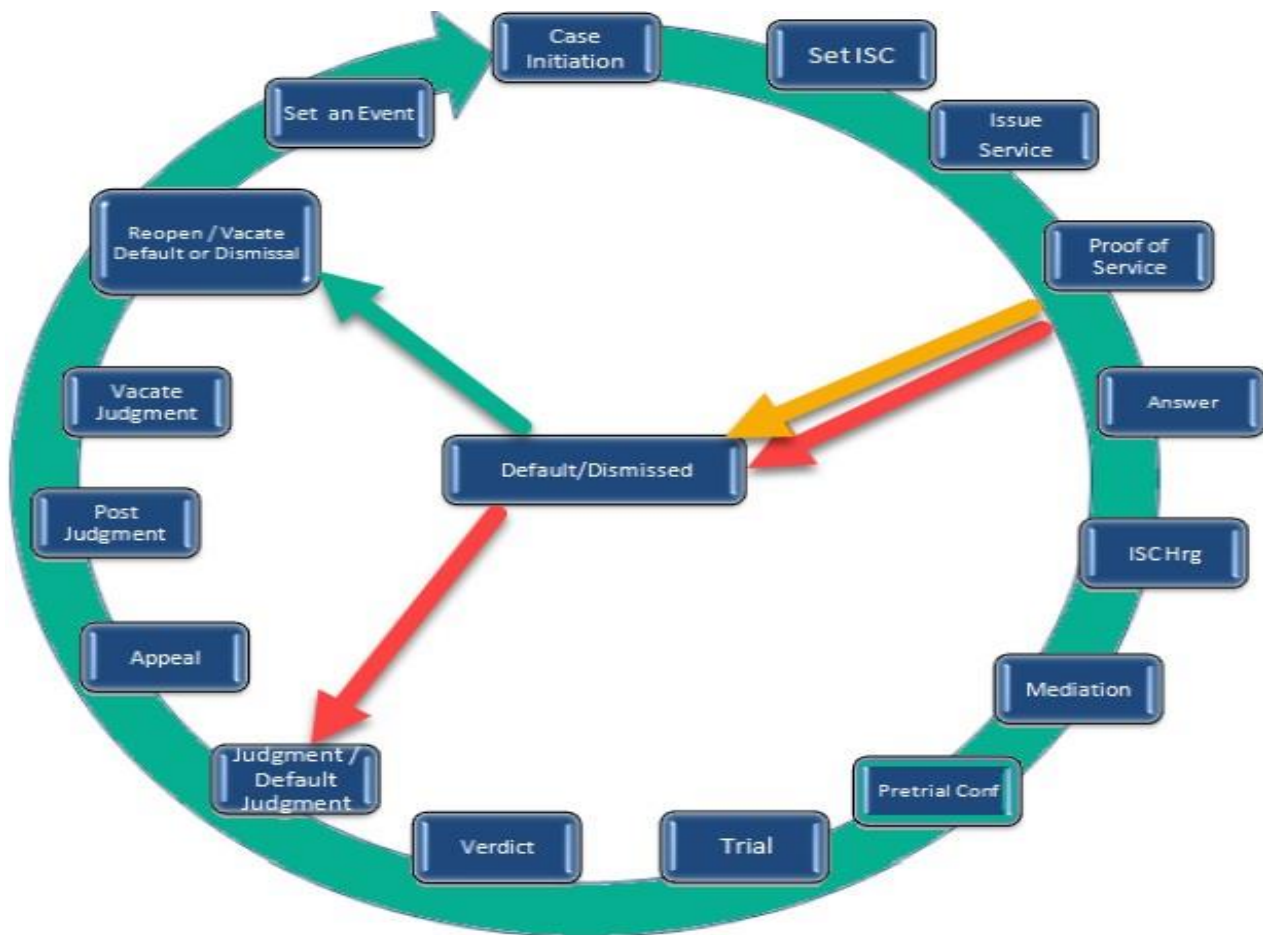 Case
Initiation
Set ISC
Issue
Service
Proof of
Service
Answer
ISC Hrg
Mediation
Pretrial Conf
Trial
Verdict
Judgment /
Default
Judgment
Appeal
Post
Judgment
Vacate
Judgment
Reopen / Vacate
Default or Dismissal
Set an Event
Default/Dismissed